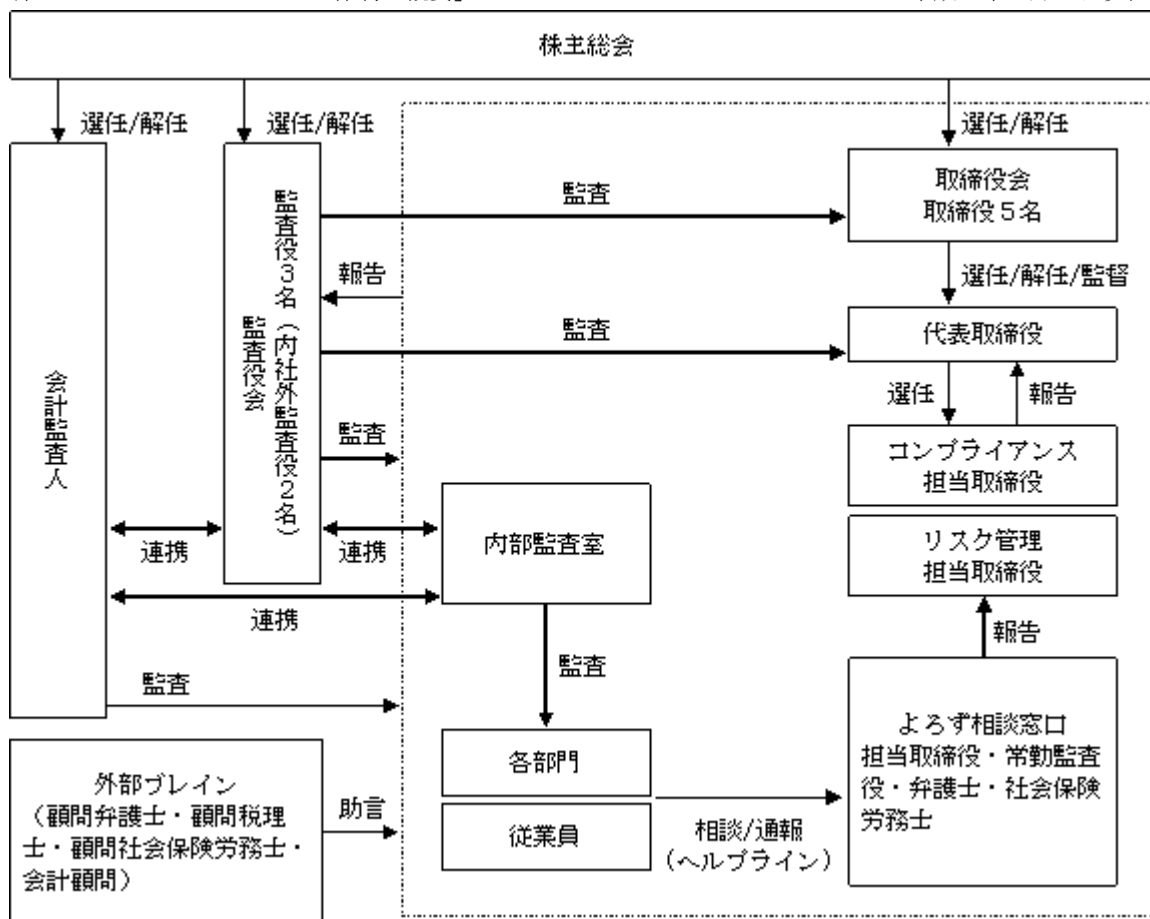 株主総会
選任/解任
選任/解任
選任/解任
会計監査人
監査役会
監査役3名(内社外監査役2名)
監査
取締役会
取締役5名
報告
選任/解任/監督
監査
代表取締役
選任
報告
監査
コンプライアンス
担当取締役
連携
連携
内部監査室
リスク管理
担当取締役
連携
報告
監査
監査
よろず相談窓口
担当取締役・常勤監査
役・弁護士・社会保険
労務士
各部門
従業員
相談/通報
(ヘルプライン)
外部ブレイン
(顧問弁護士・顧問税理
士・顧問社会保険労務士・
会計顧問)
助言